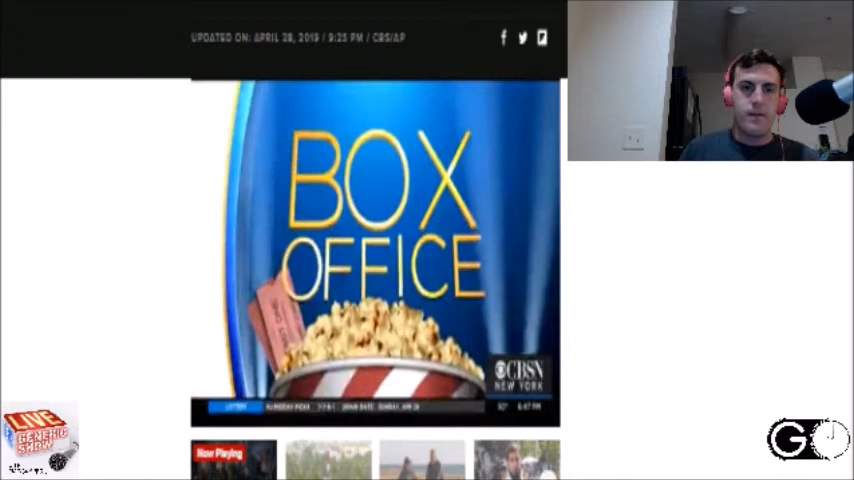 UPDATED ON: APRIL 28, 2019 / 9:25 PM / CBS/AP
BOX
OFFICE
CBSN
NEW YORK
Now Playing
LIVE
GENERIC
SHOW
GO